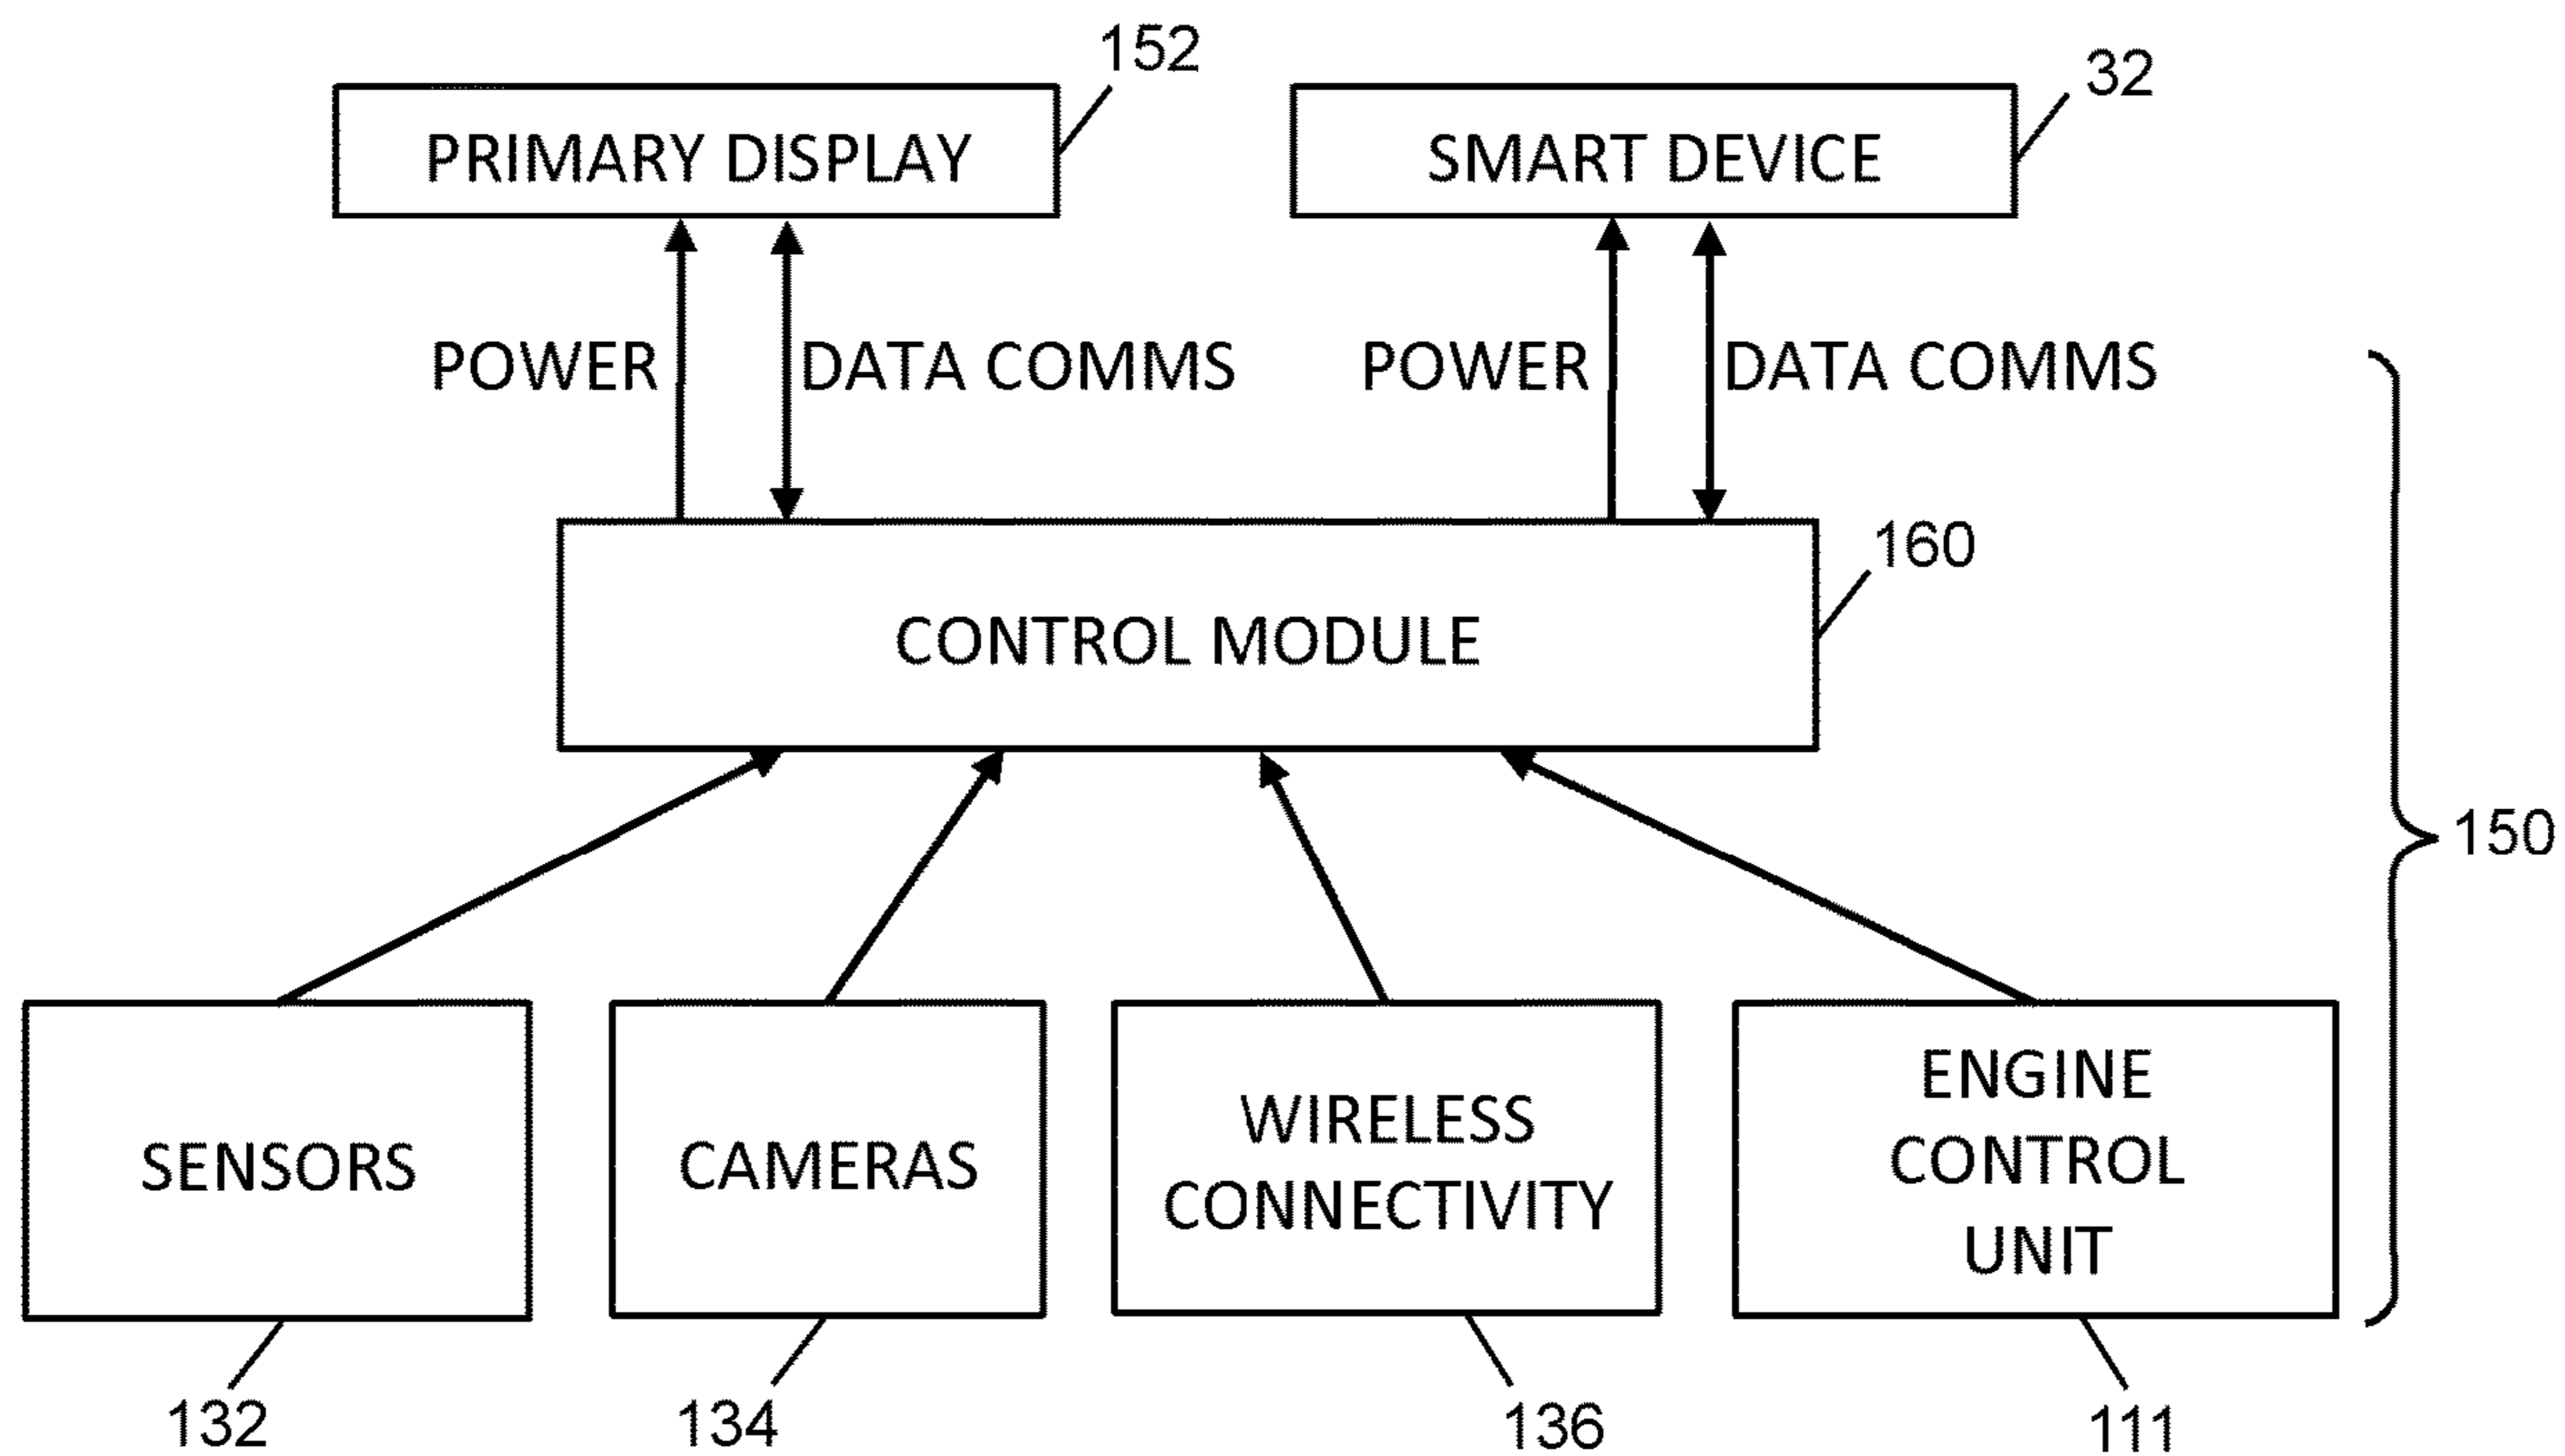 152
32
PRIMARY DISPLAY
SMART DEVICE
POWER
DATA COMMS
POWER
DATA COMMS
160
CONTROL MODULE
150
SENSORS
CAMERAS
WIRELESS
CONNECTIVITY
ENGINE
CONTROL
UNIT
132
134
136
111